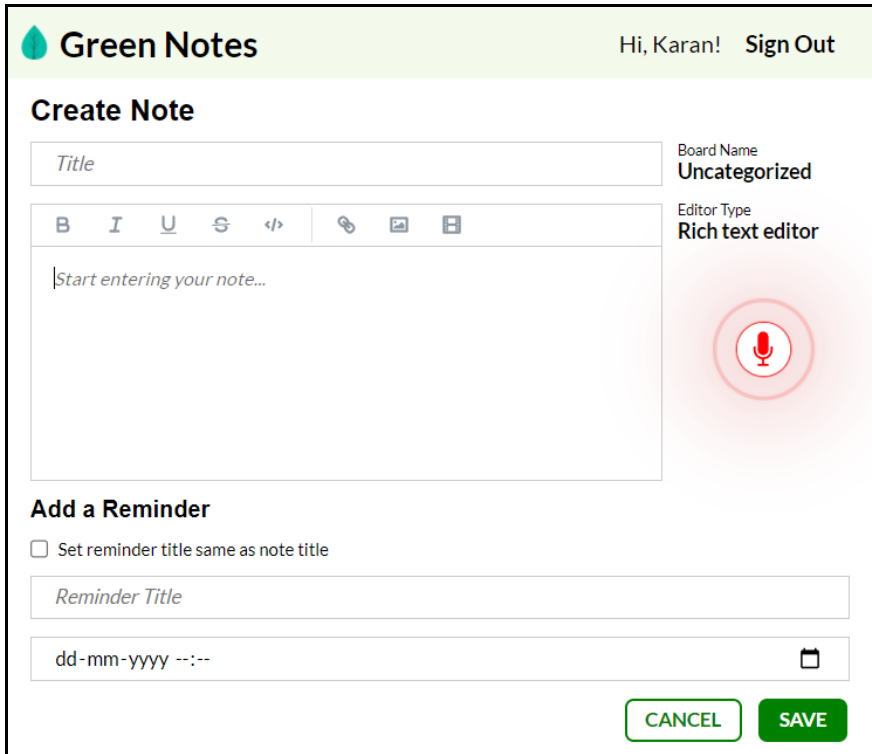 Green Notes
Hi, Karan! Sign Out
Create Note
Title
Board Name
Uncategorized
Editor Type
Rich text editor
B I U S </>
Start entering your note...
Add a Reminder
Set reminder title same as note title
Reminder Title
dd-mm-yyyy --:--
CANCEL SAVE